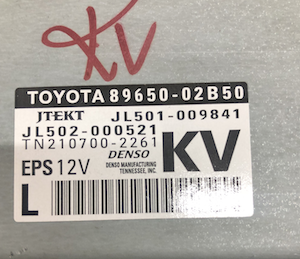 KV
TOYOTA 89650-02B50
JTEKT JL501-009841
JL502-000521
TN210700-2261
EPS 12V DENSO KV
DENSO MANUFACTURING
TENNESSEE, INC.
L